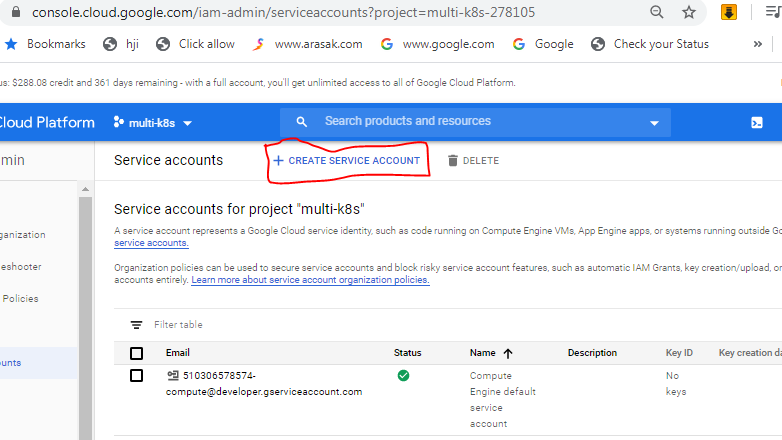 console.cloud.google.com/iam-admin/serviceaccounts?project=multi-k8s-278105
Bookmarks hji Click allow www.arasak.com www.google.com Google Check your Status »
us: $288.08 credit and 361 days remaining - with a full account, you'll get unlimited access to all of Google Cloud Platform.
Cloud Platform multi-k8s Search products and resources
min Service accounts + CREATE SERVICE ACCOUNT DELETE
Service accounts for project "multi-k8s"
A service account represents a Google Cloud service identity, such as code running on Compute Engine VMs, App Engine apps, or systems running outside Go
rganization
service accounts.
eshooter
Organization policies can be used to secure service accounts and block risky service account features, such as automatic IAM Grants, key creation/upload, or
Policies
accounts entirely. Learn more about service account organization policies.
Filter table
Email Status Name Description Key ID Key creation da
unts
510306578574-
compute@developer.gserviceaccount.com
Compute
Engine default
service
account
No
keys